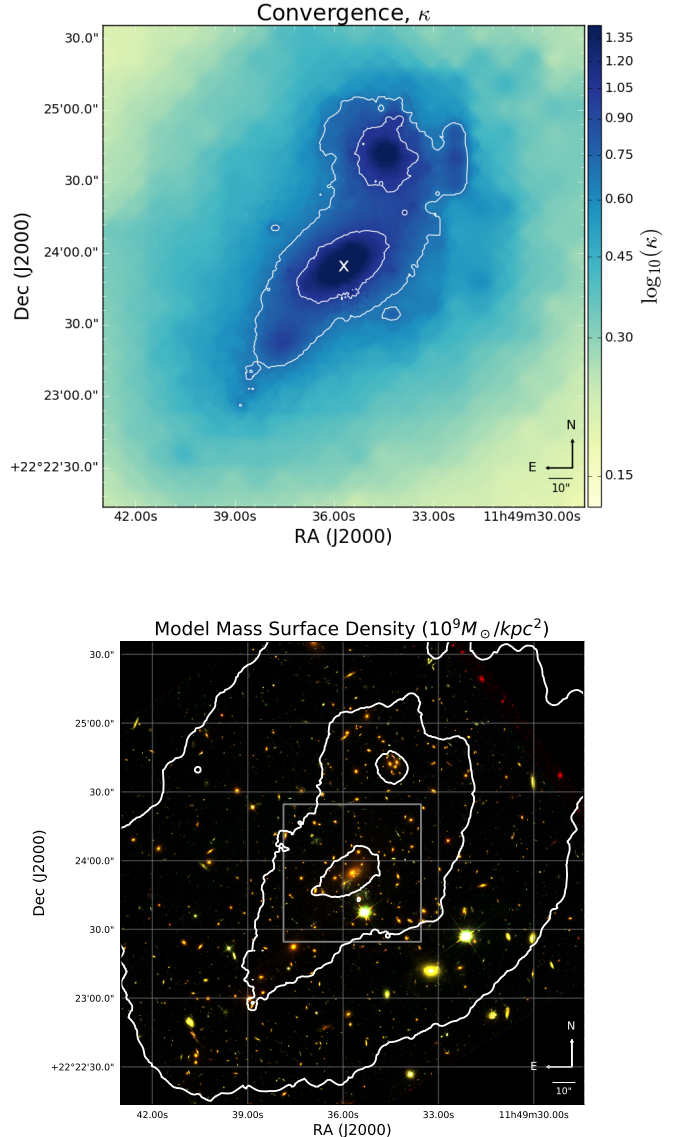 Convergence, κ
30.0"
25'00.0"
30.0"
24'00.0"
30.0"
23'00.0"
+22°22'30.0"
Dec (J2000)
X
N
E
10"
42.00s 39.00s 36.00s 33.00s 11h49m30.00s
RA (J2000)
1.35
1.20
1.05
0.90
0.75
0.60
0.45
0.30
0.15
log₁₀(κ)
Model Mass Surface Density (10⁹M⊙/kpc²)
30.0"
25'00.0"
30.0"
24'00.0"
30.0"
23'00.0"
+22°22'30.0"
Dec (J2000)
N
E
10"
42.00s 39.00s 36.00s 33.00s 11h49m30.00s
RA (J2000)